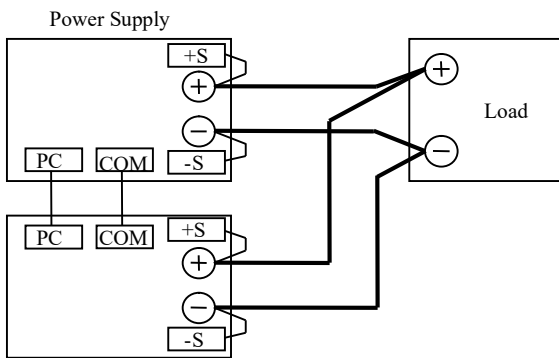 Power Supply
+S
+
−
-S
PC COM
+
−
Load
PC COM
+S
+
−
-S